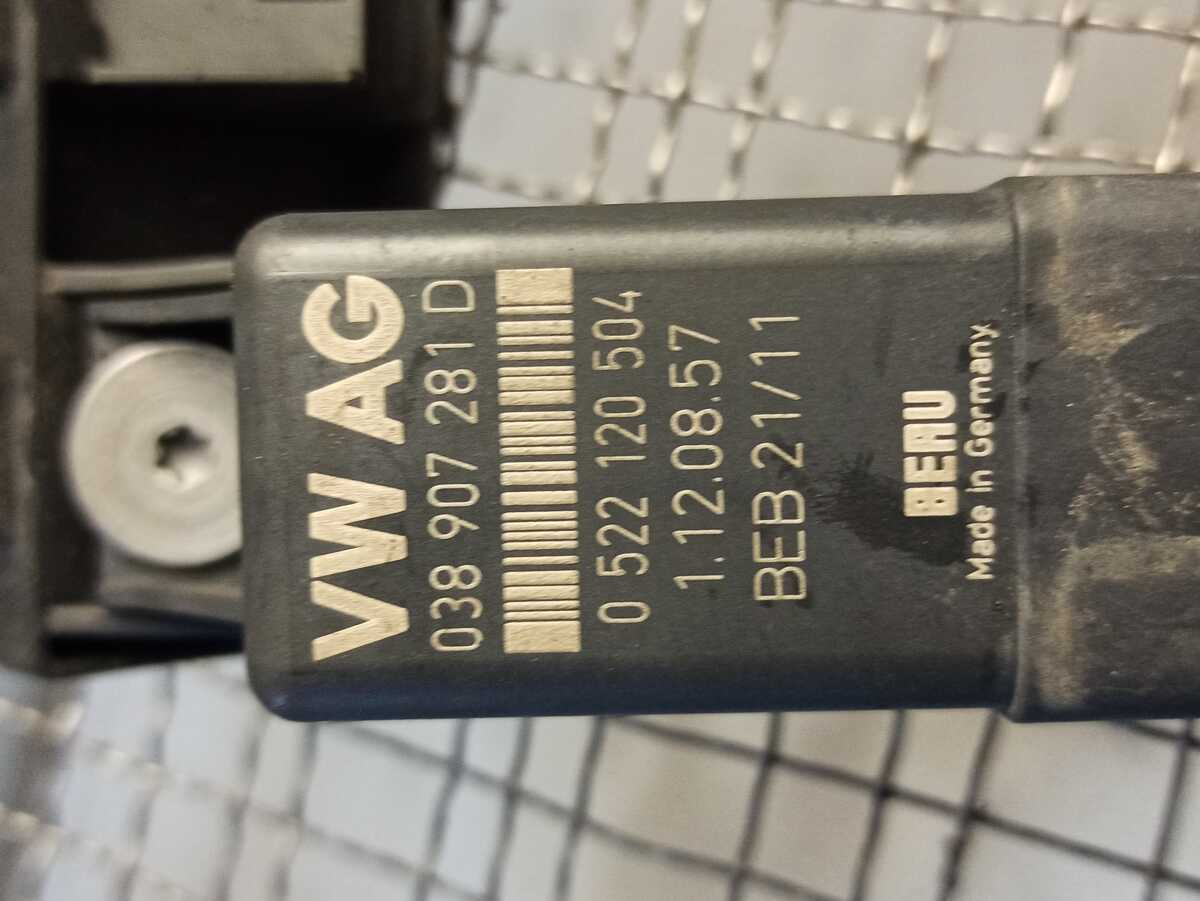 VW AG
038 907 281 D
0 522 120 504
1.12.08.57
BEB 21/11
BERU
Made in Germany